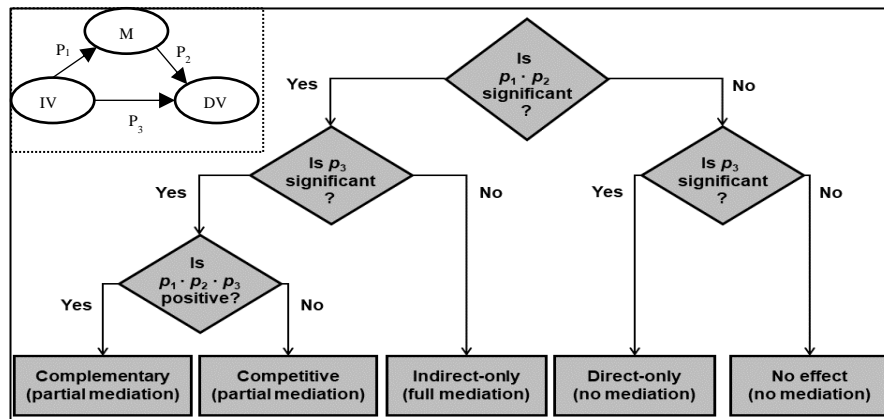 M
P₁
P₂
IV
DV
P₃
Is
p₁ · p₂
significant
?
Yes
No
Is p₃
significant
?
Is p₃
significant
?
Yes
No
Yes
No
Is
p₁ · p₂ · p₃
positive?
Yes
No
Complementary
(partial mediation)
Competitive
(partial mediation)
Indirect-only
(full mediation)
Direct-only
(no mediation)
No effect
(no mediation)